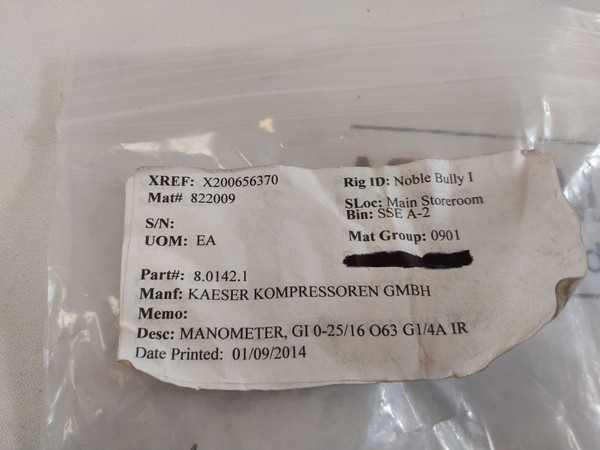 XREF: X200656370
Mat# 822009
S/N:
UOM: EA
Rig ID: Noble Bully I
SLoc: Main Storeroom
Bin: SSE A-2
Mat Group: 0901
Part#: 8.0142.1
Manf: KAESER KOMPRESSOREN GMBH
Memo:
Desc: MANOMETER, GI 0-25/16 O63 G1/4A IR
Date Printed: 01/09/2014